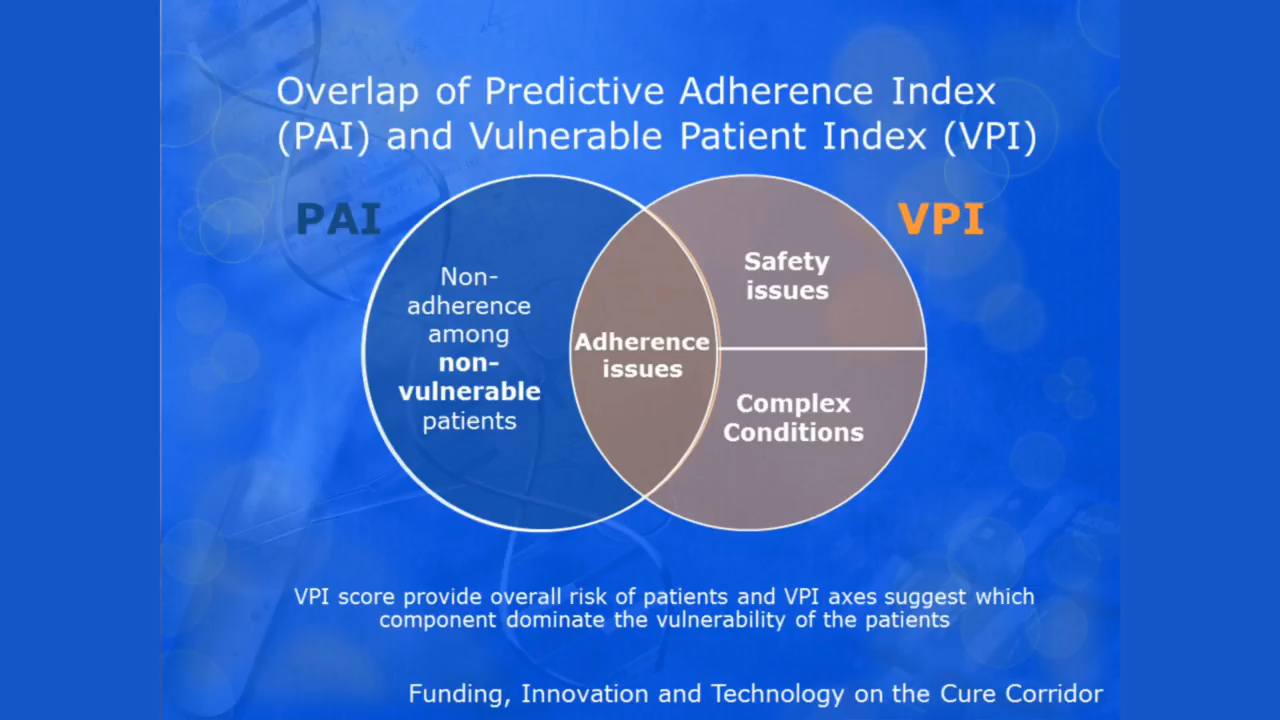 Overlap of Predictive Adherence Index
(PAI) and Vulnerable Patient Index (VPI)
PAI
VPI
Non-
adherence
among
non-
vulnerable
patients
Adherence
issues
Safety
issues
Complex
Conditions
VPI score provide overall risk of patients and VPI axes suggest which
component dominate the vulnerability of the patients
Funding, Innovation and Technology on the Cure Corridor